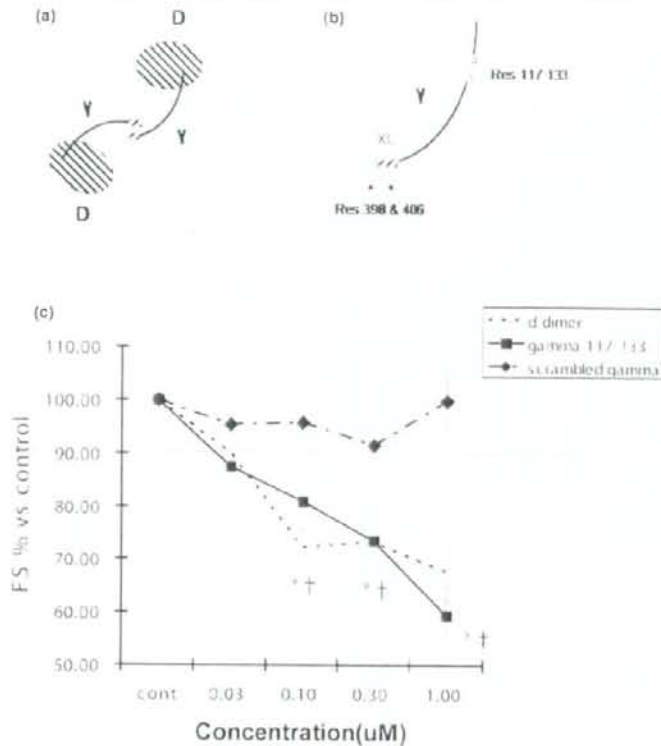 (a)
D
γ
γ
D
(b)
Res 117 133
γ
XL
Res 398 & 406
(c)
d dimer
gamma 117 133
scrambled gamma
FS % vs control
110.00
100.00
90.00
80.00
70.00
60.00
50.00
*†
*†
*†
cont
0.03
0.10
0.30
1.00
Concentration(uM)